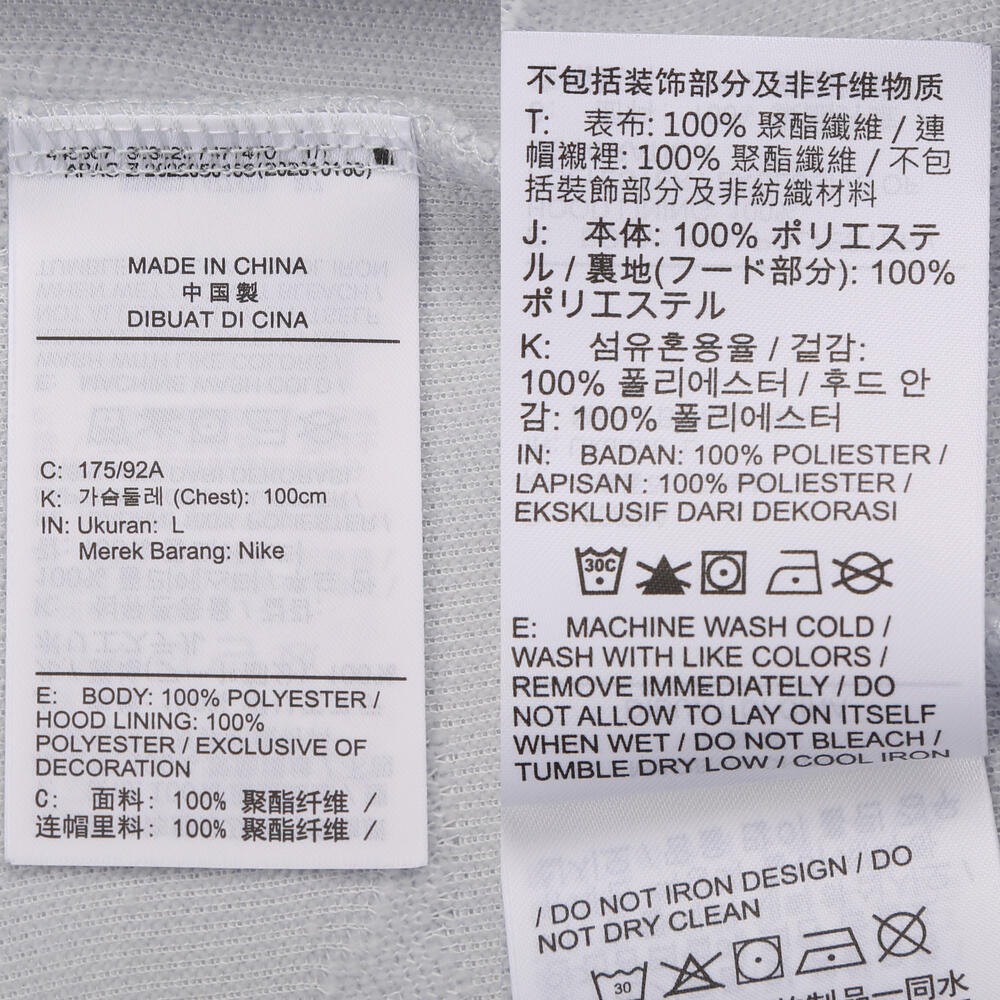 MADE IN CHINA
中国製
DIBUAT DI CINA
C: 175/92A
K: 가슴둘레 (Chest): 100cm
IN: Ukuran: L
Merek Barang: Nike
E: BODY: 100% POLYESTER /
HOOD LINING: 100%
POLYESTER / EXCLUSIVE OF
DECORATION
C: 面料: 100% 聚酯纤维 /
连帽里料: 100% 聚酯纤维 /
不包括装饰部分及非纤维物质
T: 表布: 100% 聚酯纖維 / 連
帽襯裡: 100% 聚酯纖維 / 不包
括裝飾部分及非紡織材料
J: 本体: 100% ポリエステ
ル / 裏地(フード部分): 100%
ポリエステル
K: 섬유혼용율 / 겉감:
100% 폴리에스터 / 후드 안
감: 100% 폴리에스터
IN: BADAN: 100% POLIESTER /
LAPISAN : 100% POLIESTER /
EKSKLUSIF DARI DEKORASI
30C
E: MACHINE WASH COLD /
WASH WITH LIKE COLORS /
REMOVE IMMEDIATELY / DO
NOT ALLOW TO LAY ON ITSELF
WHEN WET / DO NOT BLEACH /
TUMBLE DRY LOW / COOL IRON
/ DO NOT IRON DESIGN / DO
NOT DRY CLEAN
30
一同水